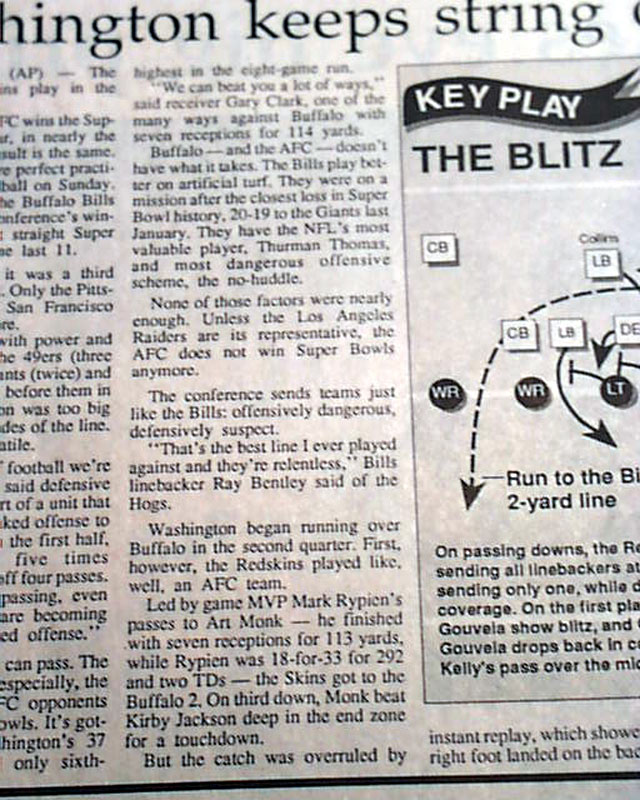 hington keeps string
(AP) — The
ins play in the
FC wins the Sup-
ar, in nearly the
sult is the same.
re perfect practi-
tball on Sunday.
he Buffalo Bills
onference's win-
straight Super
ne last 11.
it was a third
. Only the Pitts-
San Francisco
re.
with power and
he 49ers (three
ants (twice) and
before them in
on was too big
des of the line.
atile.
football we're
said defensive
rt of a unit that
ked offense to
the first half,
five times
off four passes.
passing, even
are becoming
ed offense."
can pass. The
especially, the
FC opponents
owls. It's got-
hington's 37
only sixth-
highest in the eight-game run.
"We can beat you a lot of ways,"
said receiver Gary Clark, one of the
many ways against Buffalo with
seven receptions for 114 yards.
Buffalo — and the AFC — doesn't
have what it takes. The Bills play bet-
ter on artificial turf. They were on a
mission after the closest loss in Super
Bowl history, 20-19 to the Giants last
January. They have the NFL's most
valuable player, Thurman Thomas,
and most dangerous offensive
scheme, the no-huddle.
None of those factors were nearly
enough. Unless the Los Angeles
Raiders are its representative, the
AFC does not win Super Bowls
anymore.
The conference sends teams just
like the Bills: offensively dangerous,
defensively suspect.
"That's the best line I ever played
against and they're relentless," Bills
linebacker Ray Bentley said of the
Hogs.
Washington began running over
Buffalo in the second quarter. First,
however, the Redskins played like,
well, an AFC team.
Led by game MVP Mark Rypien's
passes to Art Monk — he finished
with seven receptions for 113 yards,
while Rypien was 18-for-33 for 292
and two TDs — the Skins got to the
Buffalo 2. On third down, Monk beat
Kirby Jackson deep in the end zone
for a touchdown.
But the catch was overruled by
KEY PLAY
THE BLITZ
Collins
CB
LB
CB
LB
DE
WR
WR
LT
Run to the Bi
2-yard line
On passing downs, the Re
sending all linebackers at
sending only one, while d
coverage. On the first pla
Gouveia show blitz, and
Gouveia drops back in co
Kelly's pass over the mid
instant replay, which showe
right foot landed on the bac